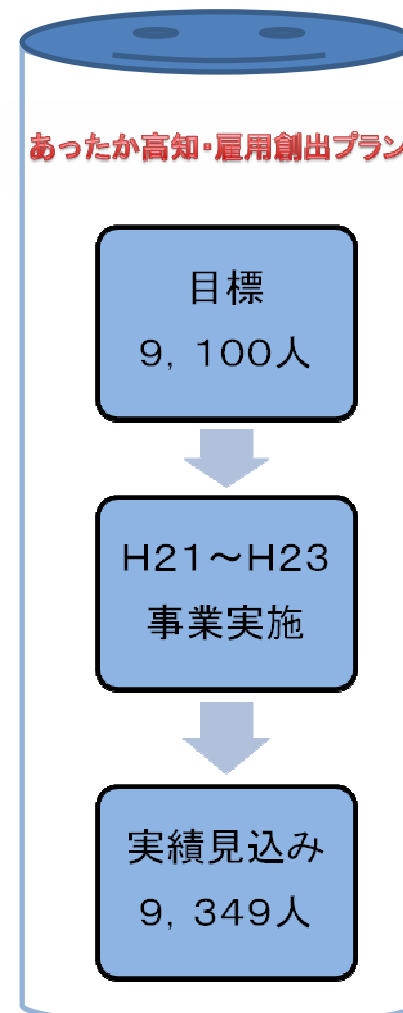 あったか高知・雇用創出プラン
目標
9，100人
H21～H23
事業実施
実績見込み
9，349人